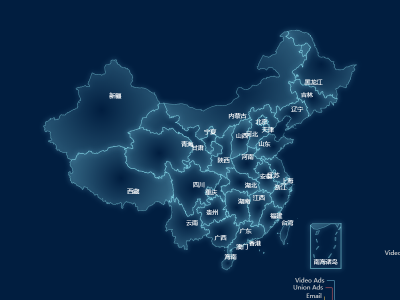 黑龙江
新疆
吉林
辽宁
内蒙古
北京
天津
宁夏
山西
河北
青海
甘肃
山东
陕西
河南
四川
重庆
湖北
安徽
江苏
上海
浙江
西藏
湖南
江西
贵州
福建
云南
台湾
广西
广东
香港
澳门
海南
南海诸岛
Video
Video Ads
Union Ads
Email